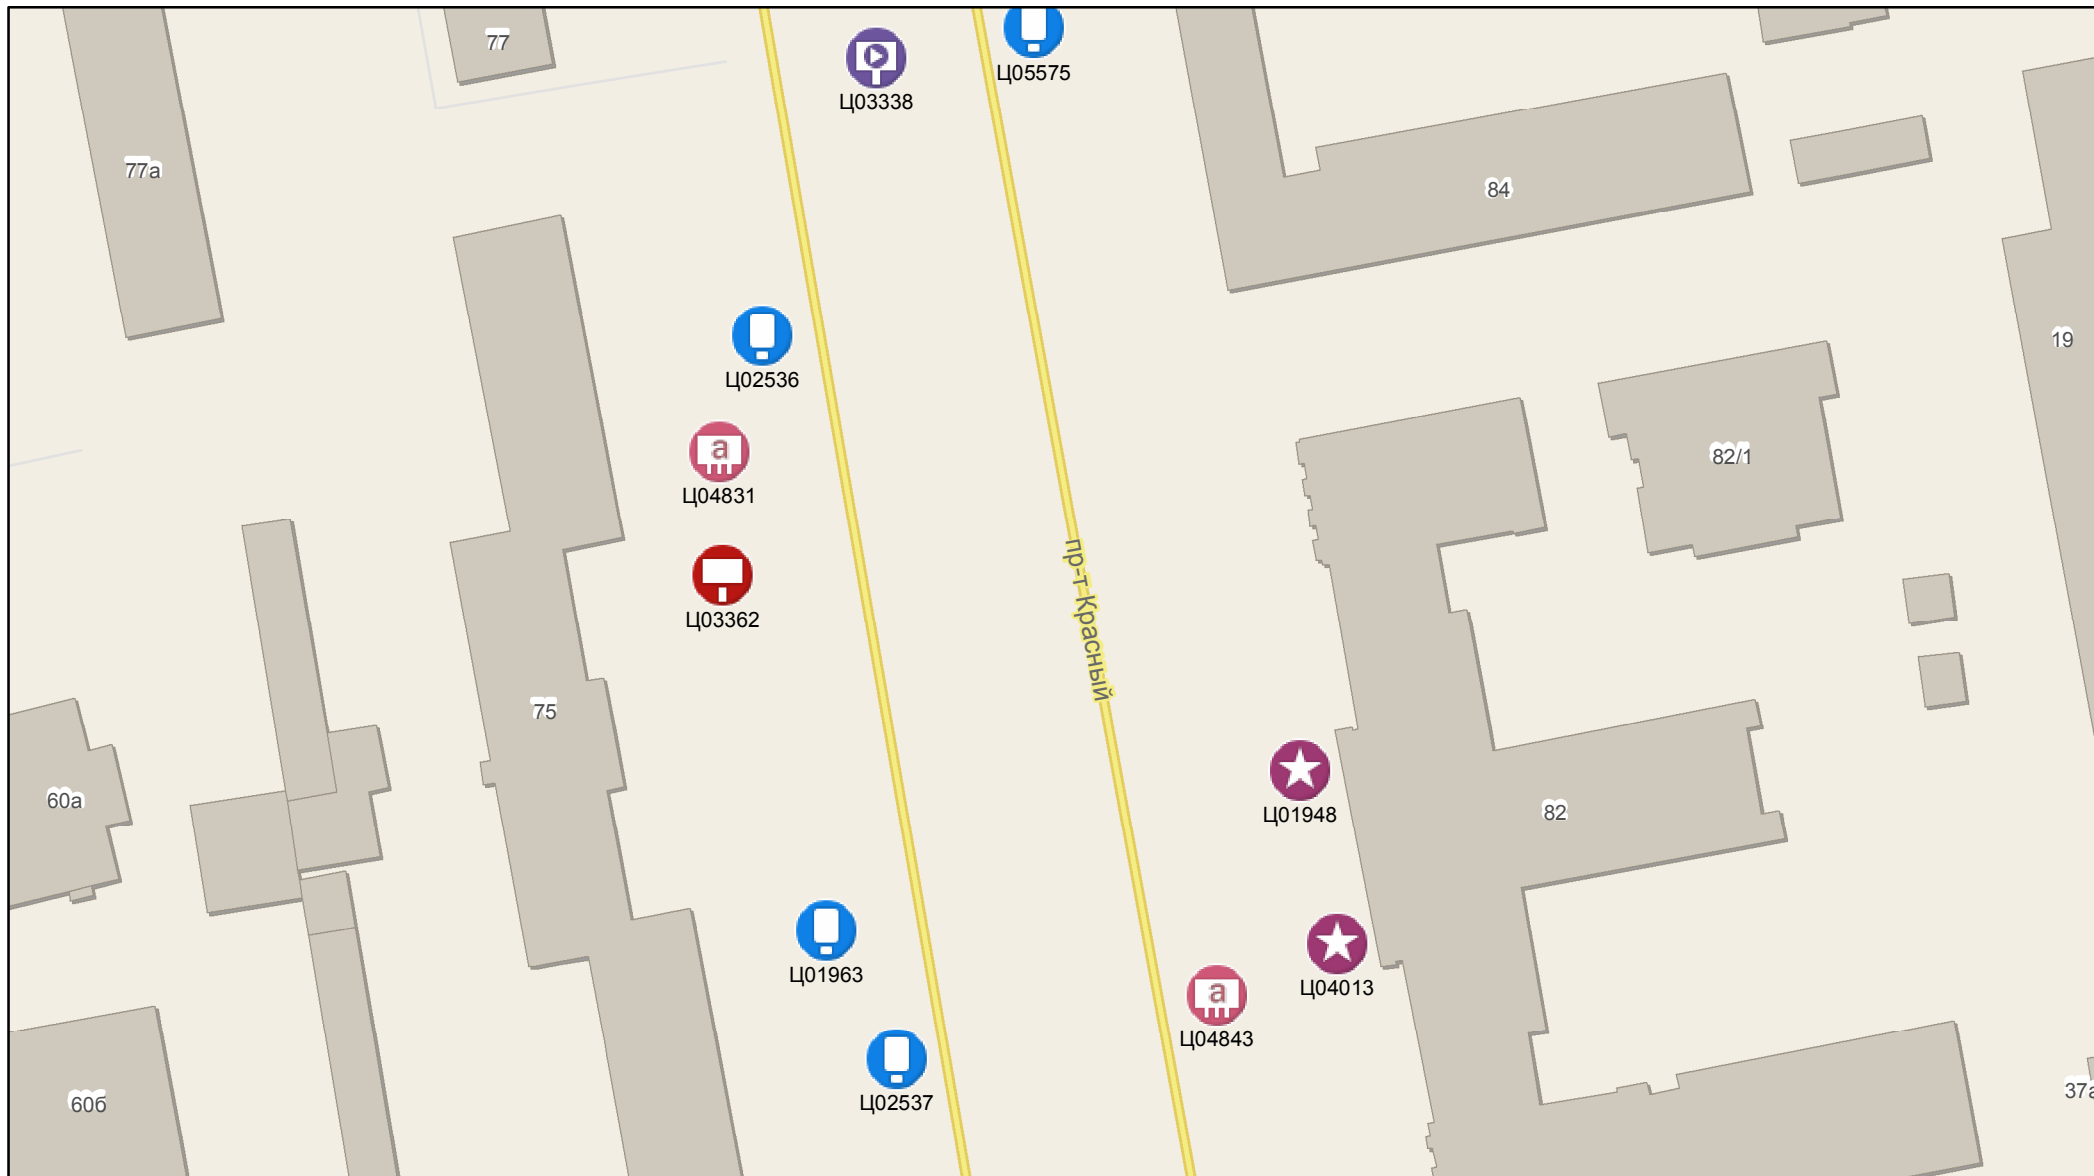 77
Ц03338
Ц05575
77а
84
19
Ц02536
82/1
а
Ц04831
Ц03362
пр-т Красный
75
60а
Ц01948
82
Ц01963
Ц04013
а
Ц04843
Ц02537
60б
37а